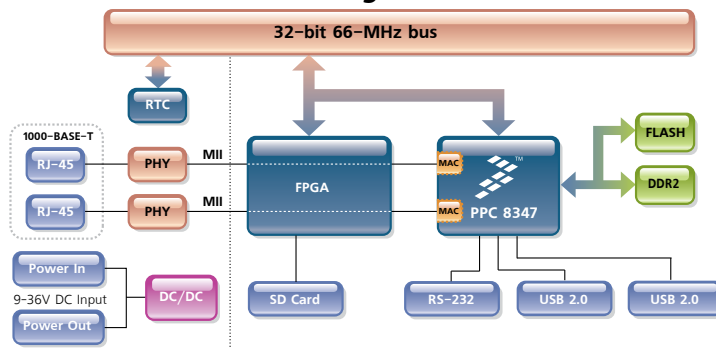 32-bit 66-MHz bus
RTC
1000-BASE-T
RJ-45
PHY
MII
FPGA
MAC
TM
FLASH
RJ-45
PHY
MII
MAC
PPC 8347
DDR2
Power In
9-36V DC Input
Power Out
DC/DC
SD Card
RS-232
USB 2.0
USB 2.0